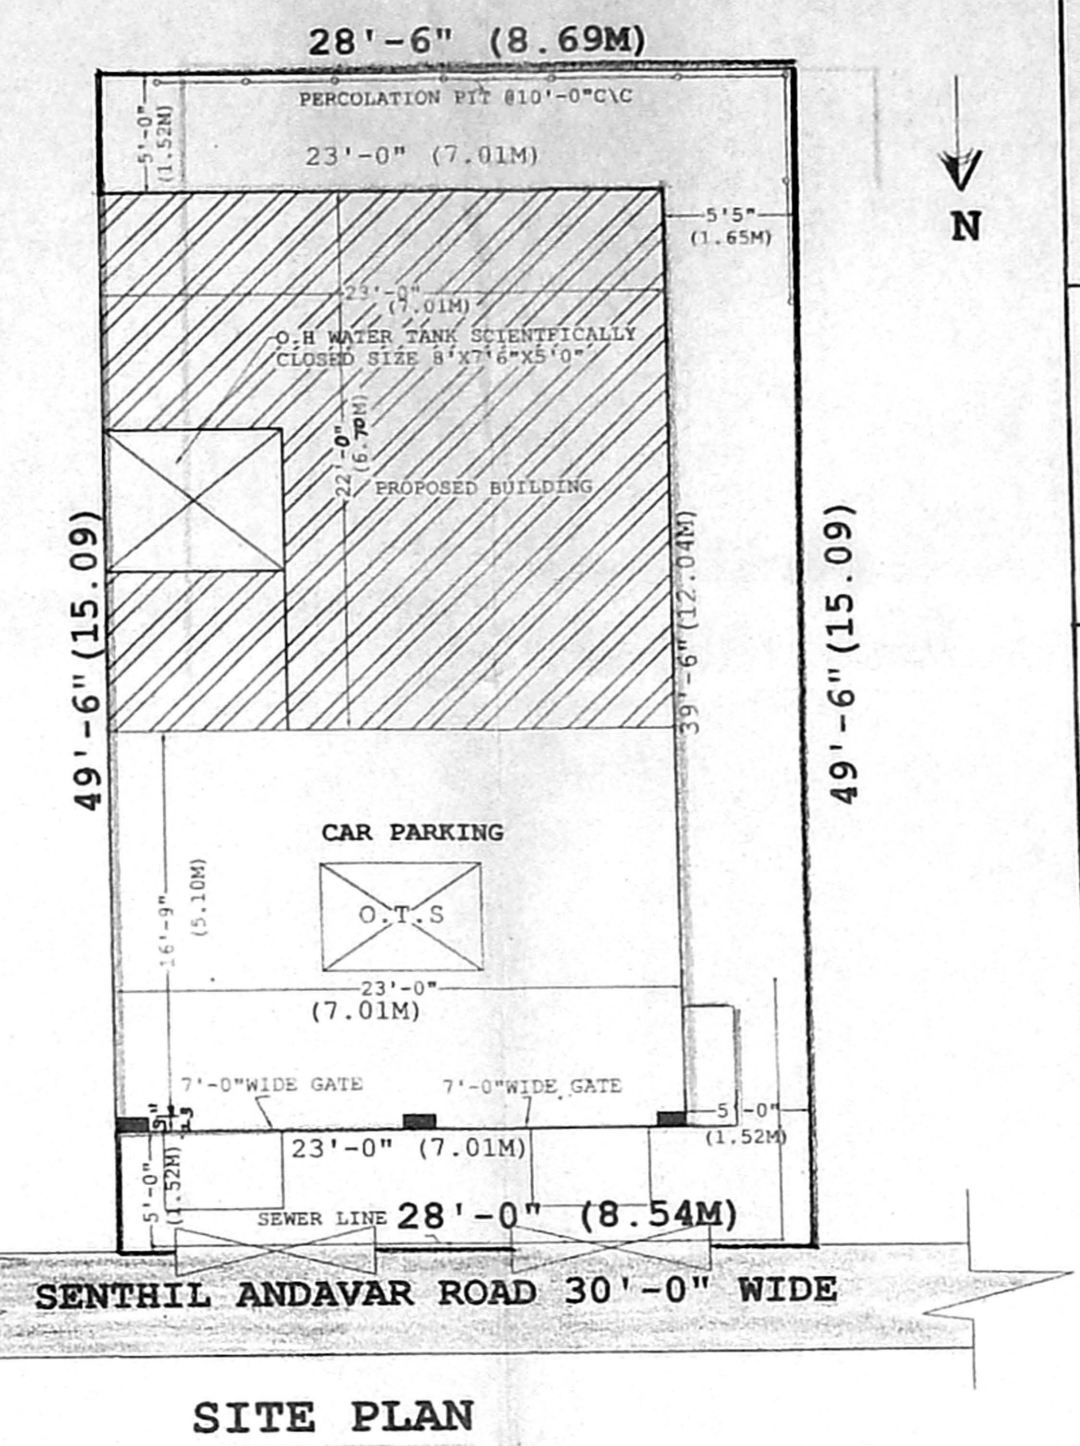 28'-6" (8.69M)
PERCOLATION PIT @10'-0"C\C
5'-0"
(1.52M)
23'-0" (7.01M)
5'5"
(1.65M)
N
23'-0"
(7.01M)
O.H WATER TANK SCIENTFICALLY
CLOSED SIZE 8'X7'6"X5'0"
22'-0"
(6.70M)
PROPOSED BUILDING
49'-6"(15.09)
39'-6"(12.04M)
49'-6"(15.09)
CAR PARKING
O.T.S
16'-9"
(5.10M)
23'-0"
(7.01M)
7'-0"WIDE GATE
7'-0"WIDE GATE
5'-0"
(1.52M)
23'-0" (7.01M)
5'-0"
(1.52M)
SEWER LINE
28'-0" (8.54M)
SENTHIL ANDAVAR ROAD 30'-0" WIDE
SITE PLAN